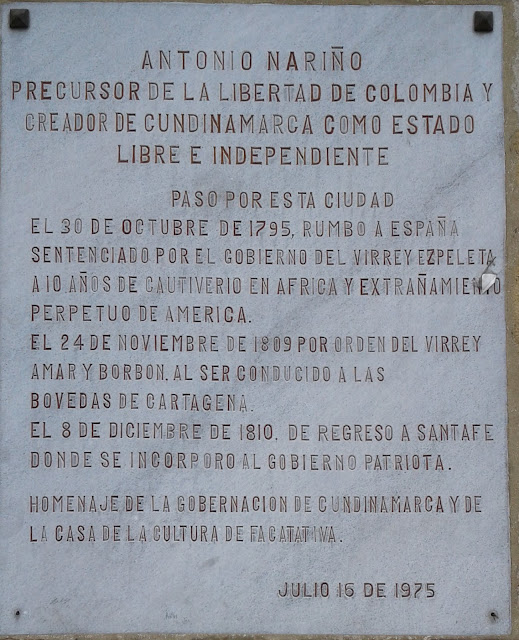 ANTONIO NARIÑO
PRECURSOR DE LA LIBERTAD DE COLOMBIA Y
CREADOR DE CUNDINAMARCA COMO ESTADO
LIBRE E INDEPENDIENTE
PASO POR ESTA CIUDAD
EL 30 DE OCTUBRE DE 1795, RUMBO A ESPAÑA
SENTENCIADO POR EL GOBIERNO DEL VIRREY EZPELETA
A 10 AÑOS DE CAUTIVERIO EN AFRICA Y EXTRAÑAMIENTO
PERPETUO DE AMERICA.
EL 24 DE NOVIEMBRE DE 1809 POR ORDEN DEL VIRREY
AMAR Y BORBON. AL SER CONDUCIDO A LAS
BOVEDAS DE CARTAGENA.
EL 8 DE DICIEMBRE DE 1810. DE REGRESO A SANTAFE
DONDE SE INCORPORO AL GOBIERNO PATRIOTA.
HOMENAJE DE LA GOBERNACION DE CUNDINAMARCA Y DE
LA CASA DE LA CULTURA DE FACATATIVA.
JULIO 16 DE 1975